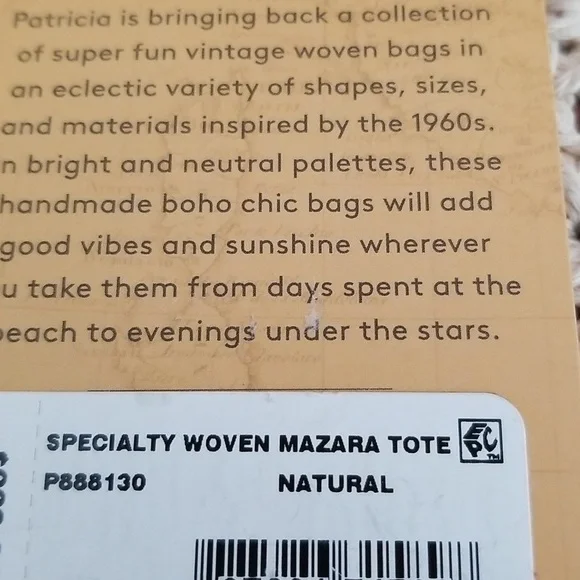 Patricia is bringing back a collection
of super fun vintage woven bags in
an eclectic variety of shapes, sizes,
and materials inspired by the 1960s.
n bright and neutral palettes, these
handmade boho chic bags will add
good vibes and sunshine wherever
u take them from days spent at the
beach to evenings under the stars.
SPECIALTY WOVEN MAZARA TOTE EPC TM
P888130 NATURAL